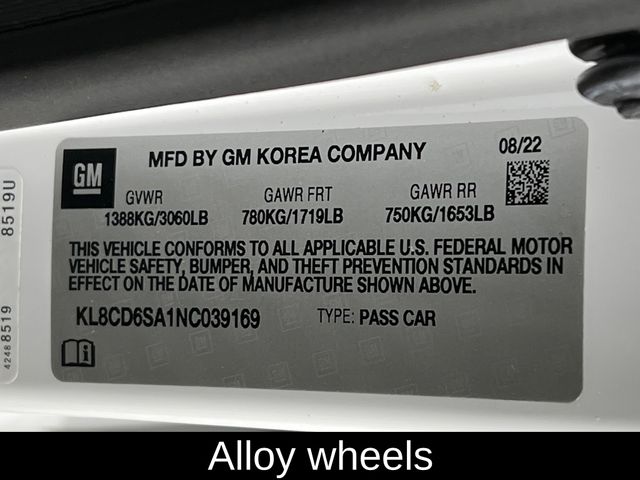 GM
MFD BY GM KOREA COMPANY
08/22
GVWR GAWR FRT GAWR RR
1388KG/3060LB 780KG/1719LB 750KG/1653LB
THIS VEHICLE CONFORMS TO ALL APPLICABLE U.S. FEDERAL MOTOR
VEHICLE SAFETY, BUMPER, AND THEFT PREVENTION STANDARDS IN
EFFECT ON THE DATE OF MANUFACTURE SHOWN ABOVE.
KL8CD6SA1NC039169 TYPE: PASS CAR
42488519 8519U
Alloy wheels